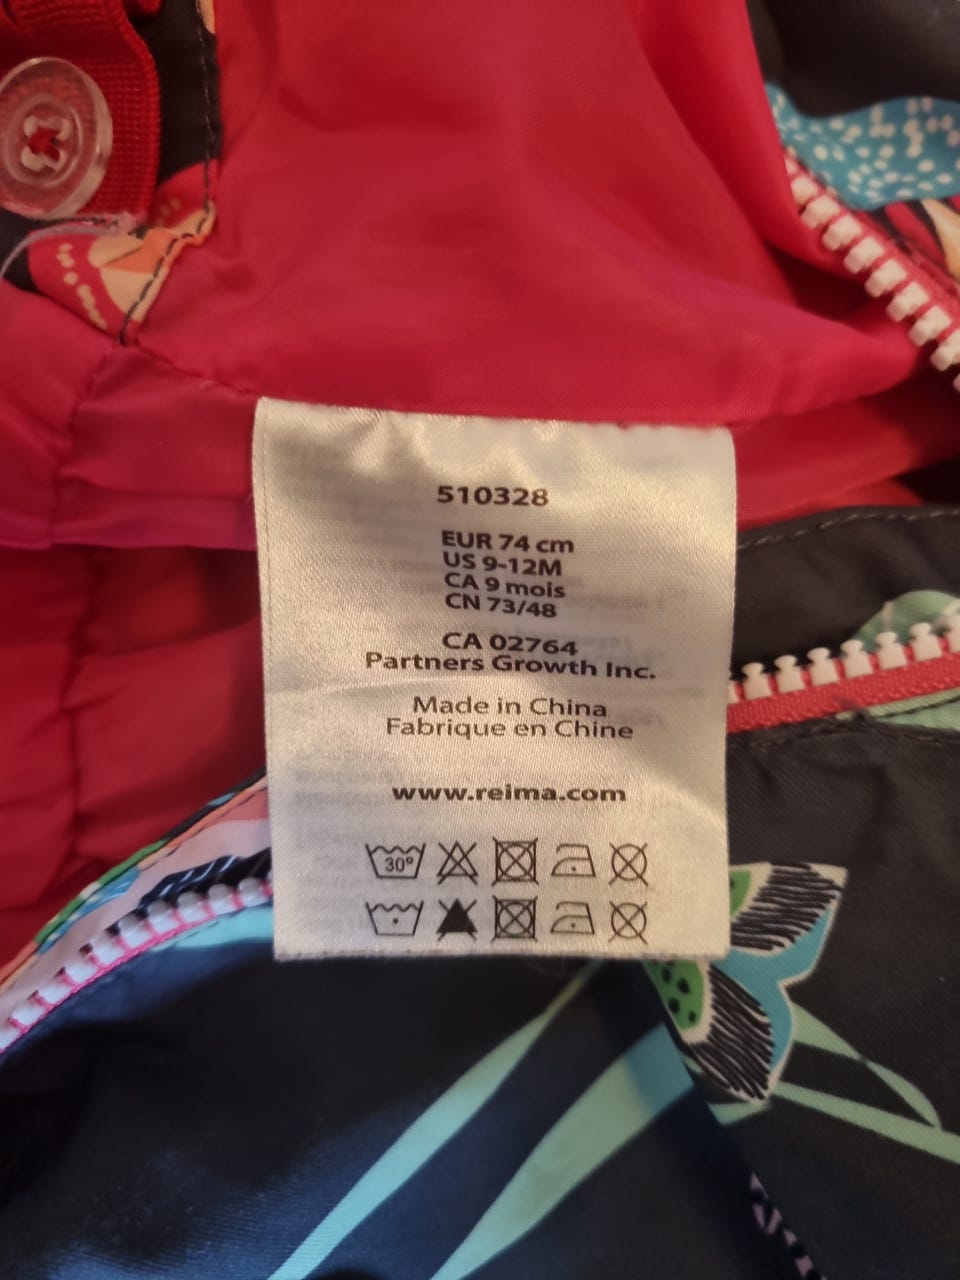 510328
EUR 74 cm
US 9-12M
CA 9 mois
CN 73/48
CA 02764
Partners Growth Inc.
Made in China
Fabrique en Chine
www.reima.com
30°